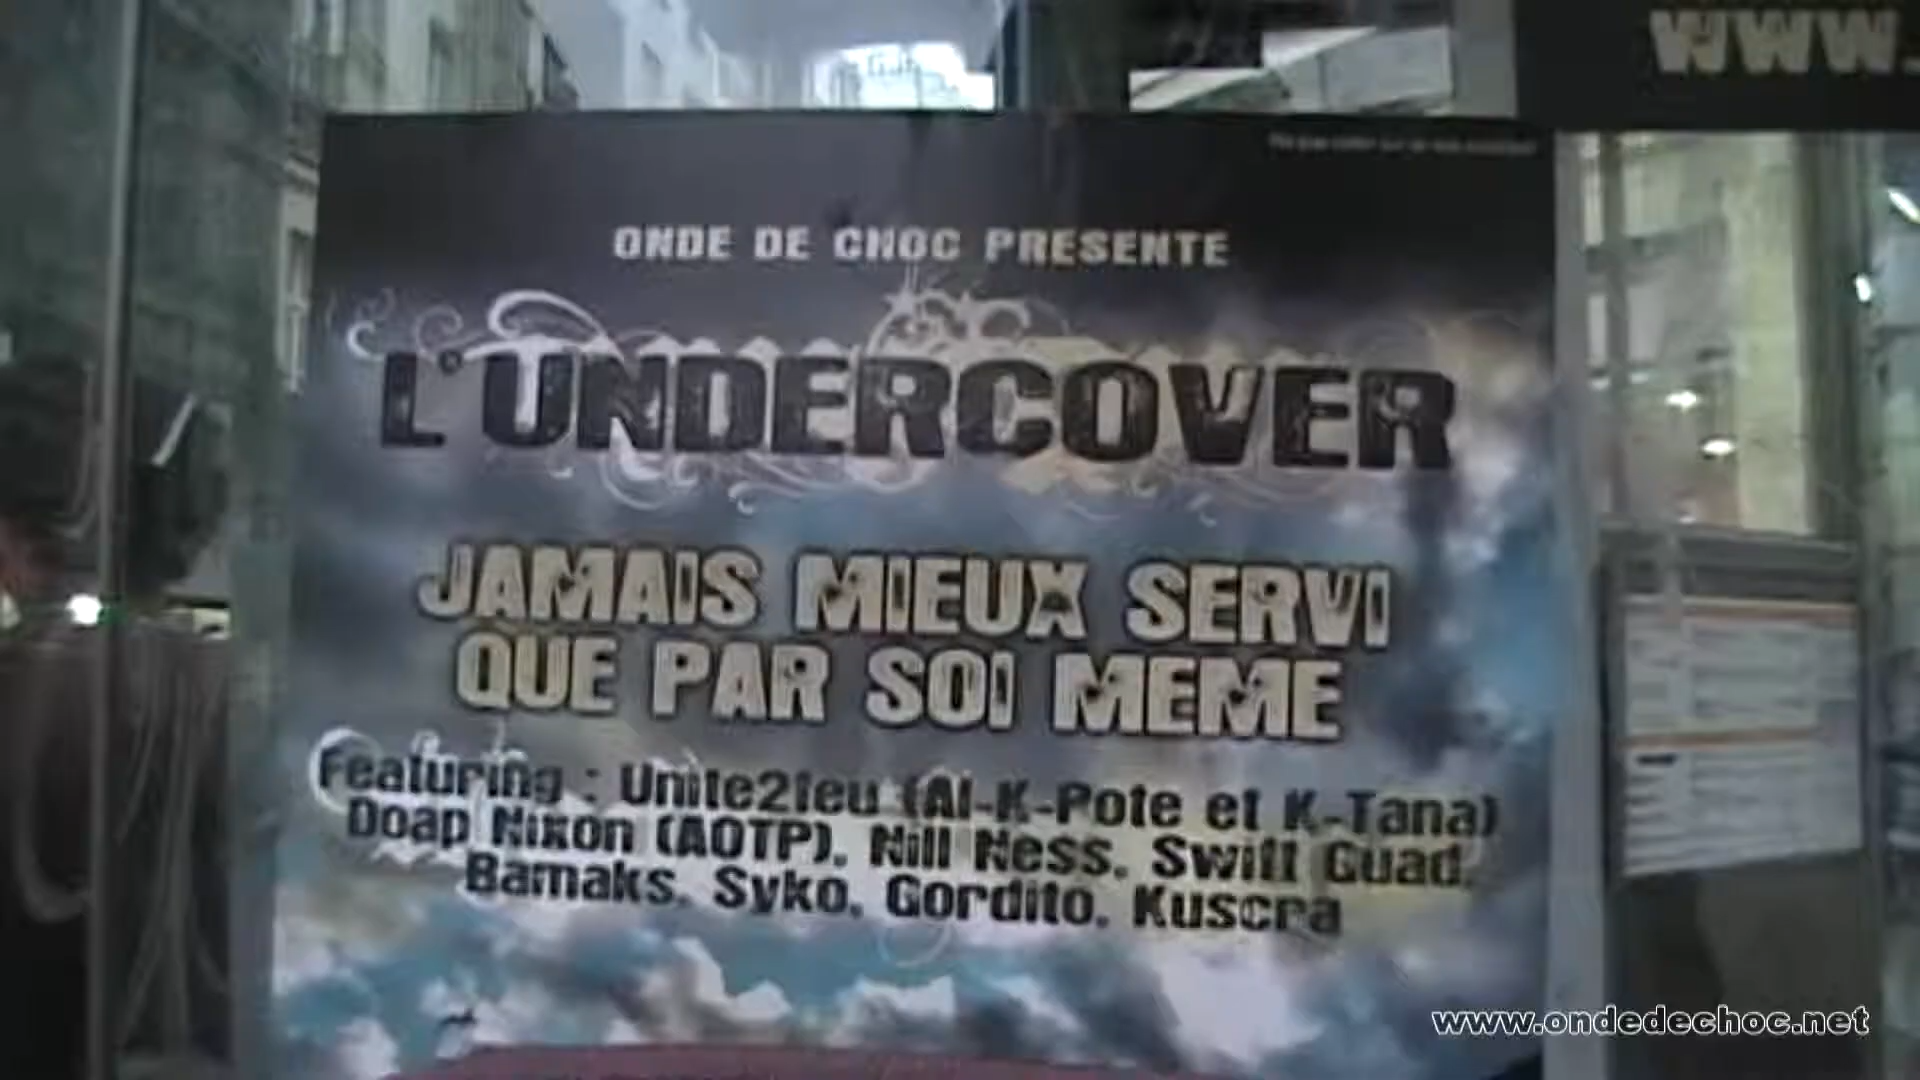 WWW.
ONDE DE CHOC PRESENTE
L'UNDERCOVER
JAMAIS MIEUX SERVI
QUE PAR SOI MEME
Featuring : Unite2feu (Al-K-Pote et K-Tana)
Doap Nixon (AOTP), Nill Ness, Swift Guad,
Bamaks, Syko, Gordito, Kuscra
www.ondedechoc.net